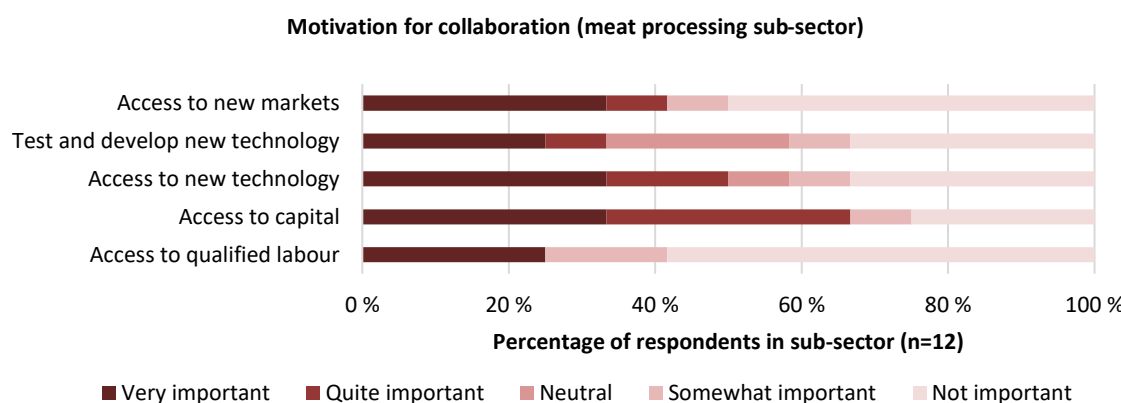 Motivation for collaboration (meat processing sub-sector)
Access to new markets
Test and develop new technology
Access to new technology
Access to capital
Access to qualified labour
0 % 20 % 40 % 60 % 80 % 100 %
Percentage of respondents in sub-sector (n=12)
Very important Quite important Neutral Somewhat important Not important